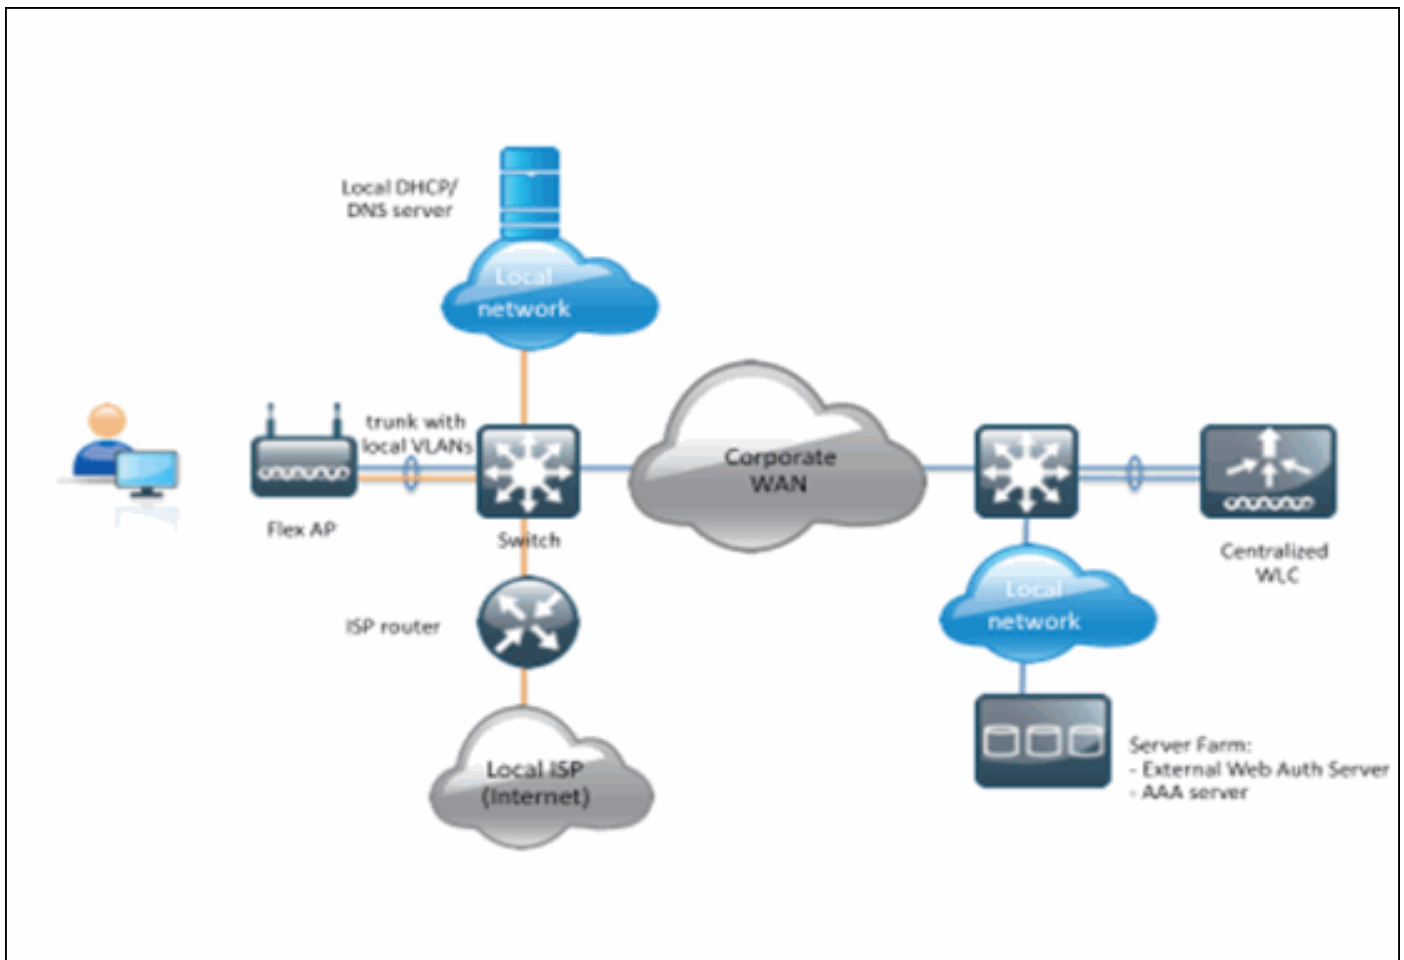 Local DHCP/
DNS server
Local
network
trunk with
local VLANs
Flex AP
Switch
Corporate
WAN
Centralized
WLC
ISP router
Local
network
Local ISP
(Internet)
Server Farm:
- External Web Auth Server
- AAA server